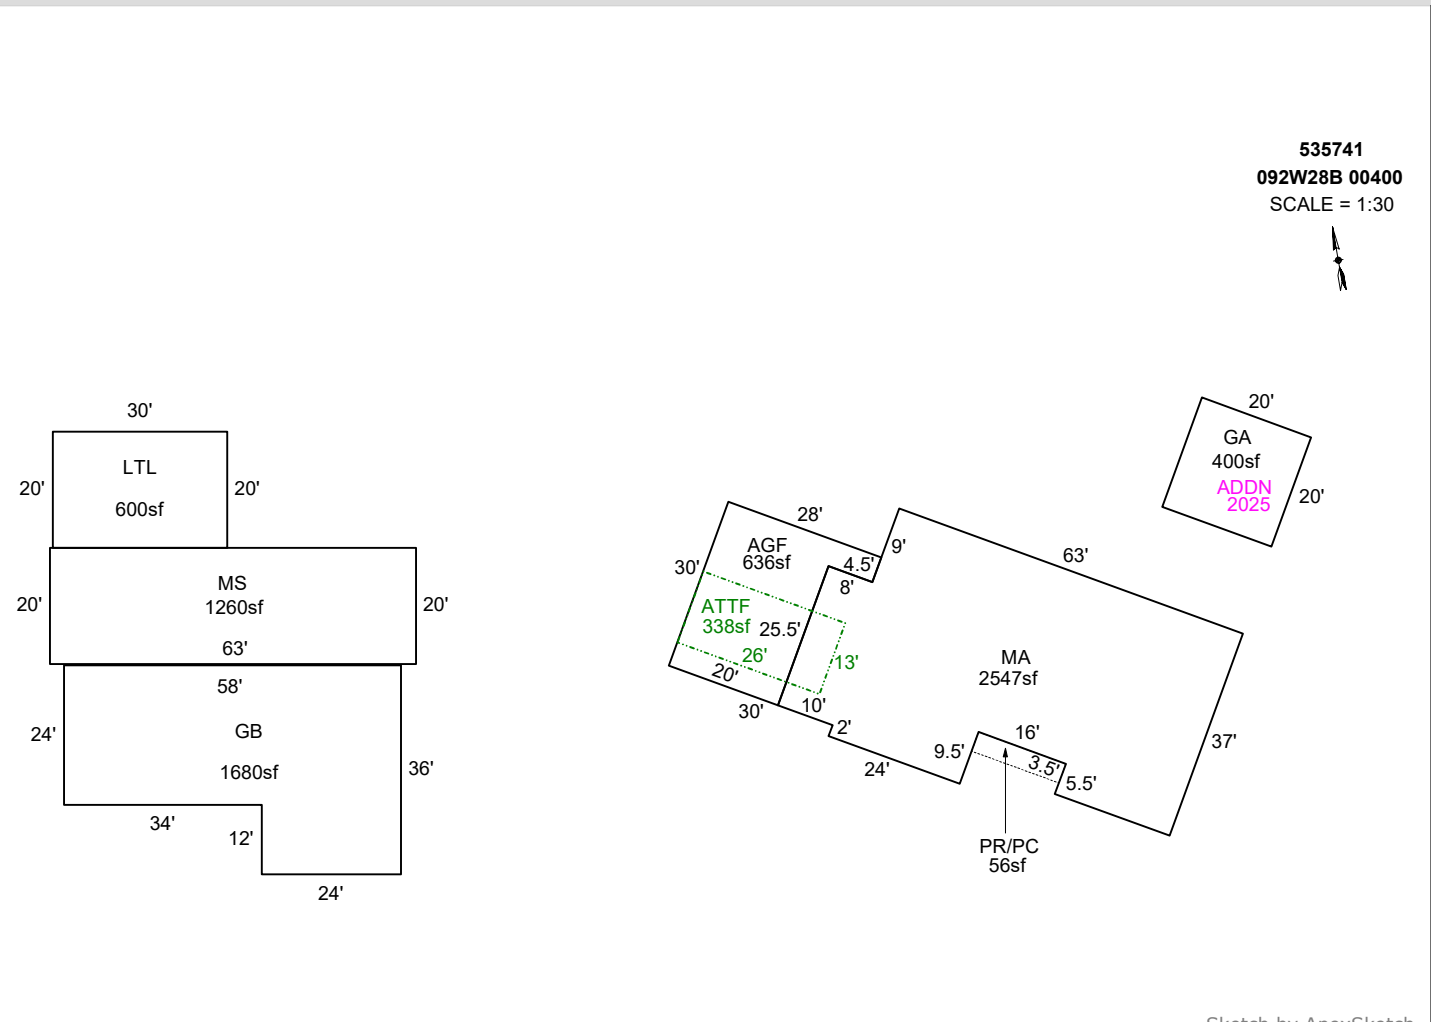 535741
092W28B 00400
SCALE = 1:30
30'
LTL
20'
20'
600sf
MS
1260sf
20'
20'
63'
58'
GB
24'
1680sf
36'
34'
12'
24'
20'
GA
400sf
ADDN
2025
20'
28'
AGF
636sf
9'
4.5'
8'
30'
63'
ATTF
338sf
25.5'
26'
13'
20'
30'
10'
2'
MA
2547sf
24'
9.5'
16'
3.5'
5.5'
37'
PR/PC
56sf
Sketch by ApexSketch